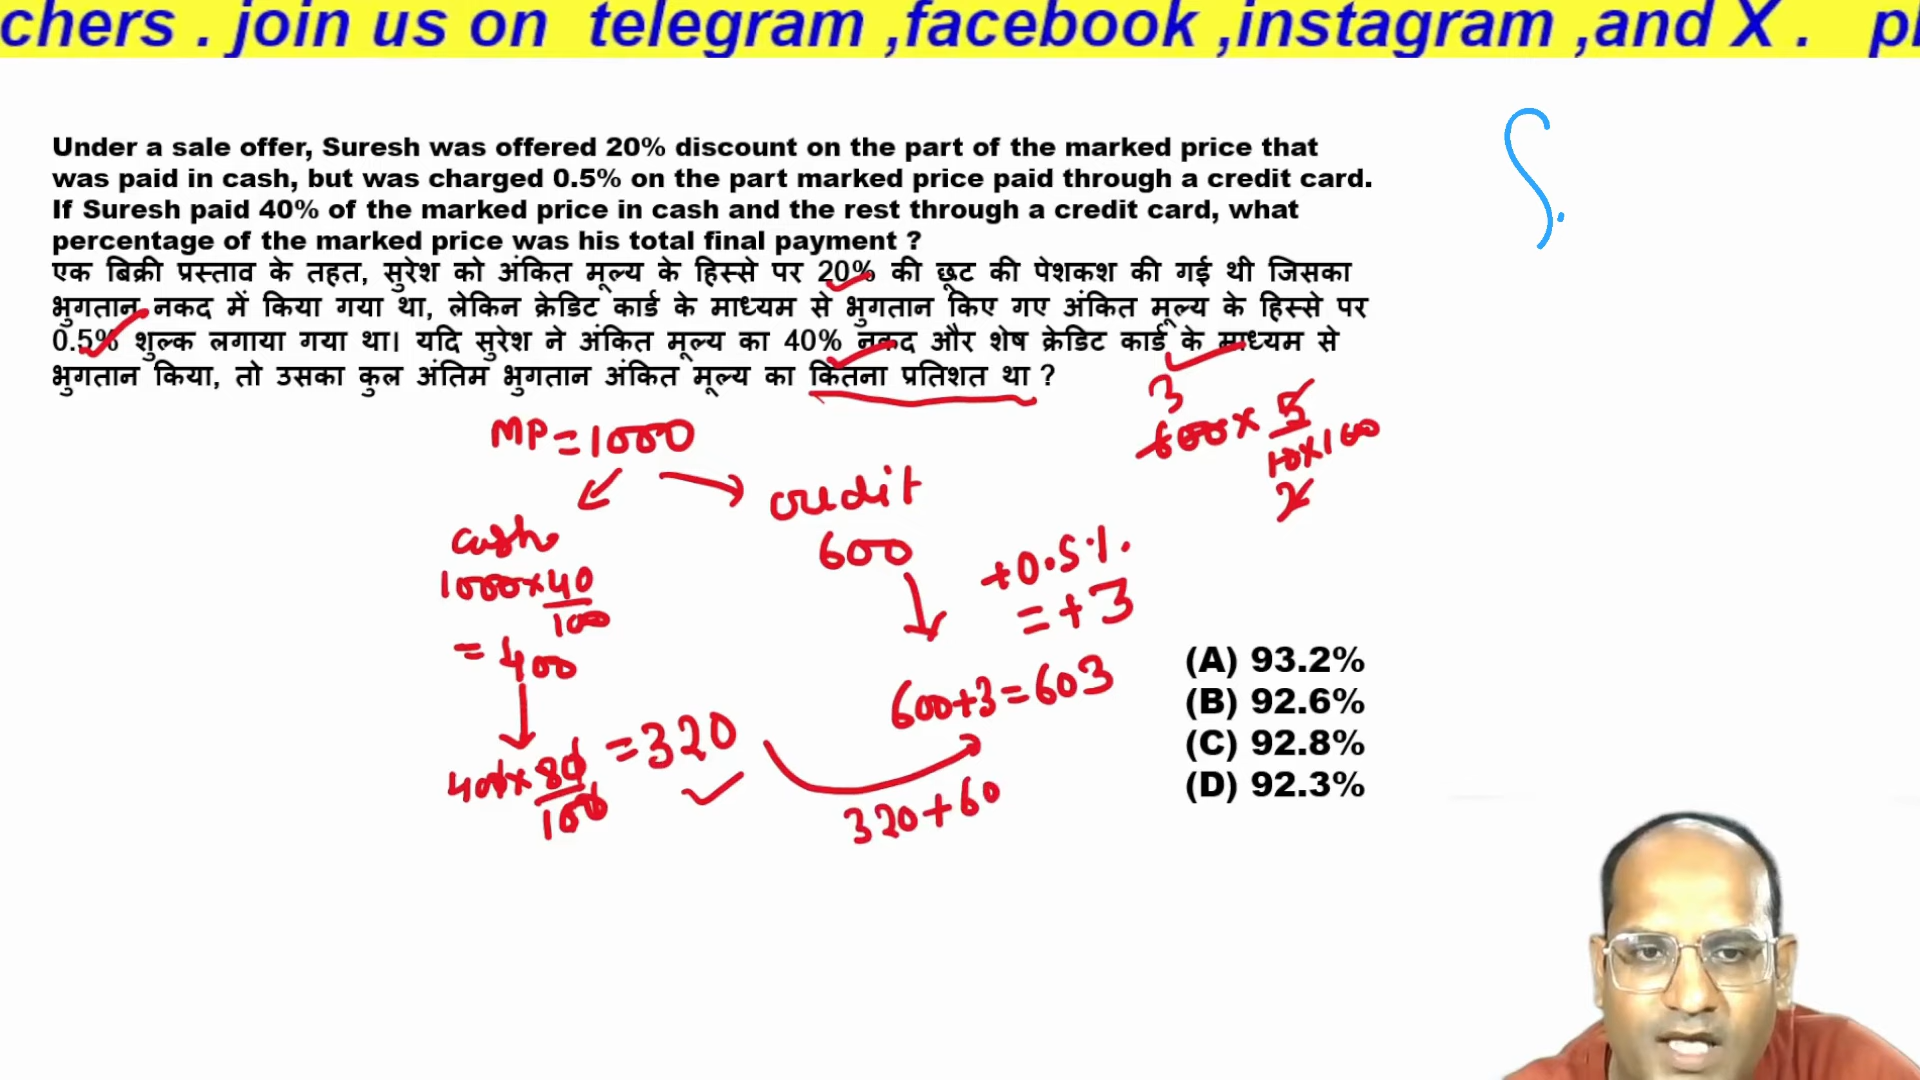 chers . join us on telegram ,facebook ,instagram ,and X . pl
Under a sale offer, Suresh was offered 20% discount on the part of the marked price that
was paid in cash, but was charged 0.5% on the part marked price paid through a credit card.
If Suresh paid 40% of the marked price in cash and the rest through a credit card, what
percentage of the marked price was his total final payment ?
एक बिक्री प्रस्ताव के तहत, सुरेश को अंकित मूल्य के हिस्से पर 20% की छूट की पेशकश की गई थी जिसका
भुगतान नकद में किया गया था, लेकिन क्रेडिट कार्ड के माध्यम से भुगतान किए गए अंकित मूल्य के हिस्से पर
0.5% शुल्क लगाया गया था। यदि सुरेश ने अंकित मूल्य का 40% नकद और शेष क्रेडिट कार्ड के माध्यम से
भुगतान किया, तो उसका कुल अंतिम भुगतान अंकित मूल्य का कितना प्रतिशत था ?
MP=1000
3
600×5/10×100
2
cash
credit
1000×40/100
600
+0.5%.
=+3
=400
600+3=603
400×80/100=320
320+60
(A) 93.2%
(B) 92.6%
(C) 92.8%
(D) 92.3%